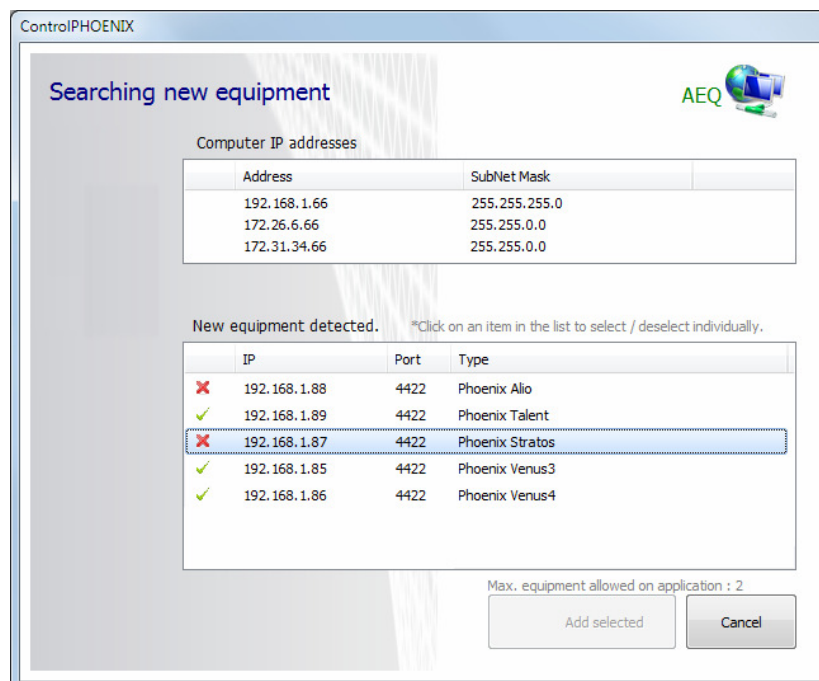 ControlPHOENIX
Searching new equipment
AEQ
Computer IP addresses
Address SubNet Mask
192.168.1.66 255.255.255.0
172.26.6.66 255.255.0.0
172.31.34.66 255.255.0.0
New equipment detected. *Click on an item in the list to select / deselect individually.
IP Port Type
192.168.1.88 4422 Phoenix Alio
192.168.1.89 4422 Phoenix Talent
192.168.1.87 4422 Phoenix Stratos
192.168.1.85 4422 Phoenix Venus3
192.168.1.86 4422 Phoenix Venus4
Max. equipment allowed on application : 2
Add selected Cancel